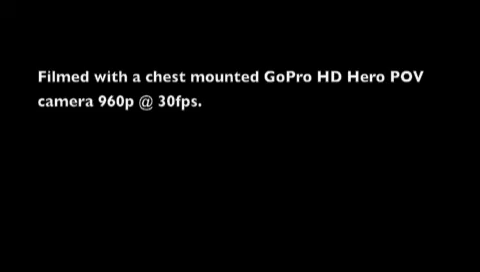 Filmed with a chest mounted GoPro HD Hero POV
camera 960p @ 30fps.